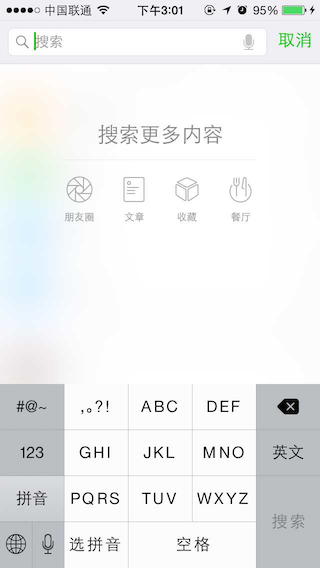 中国联通 下午3:01 95%
搜索 取消
搜索更多内容
朋友圈 文章 收藏 餐厅
#@~ ,。?! ABC DEF
123 GHI JKL MNO 英文
拼音 PQRS TUV WXYZ
选拼音 空格 搜索